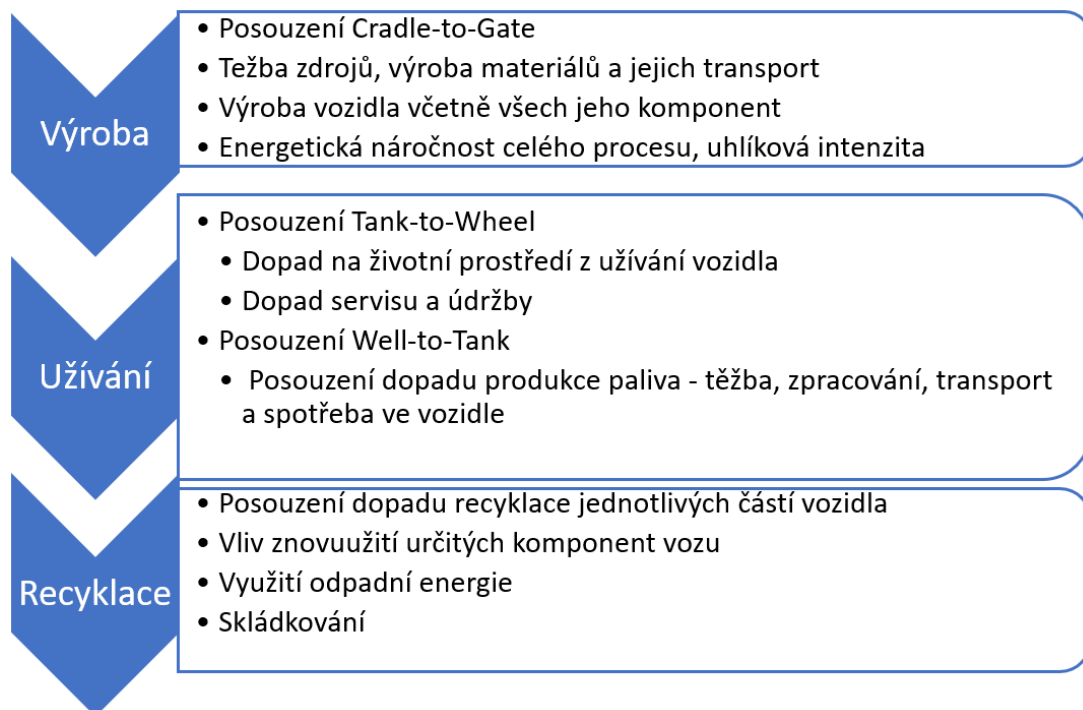 Výroba
• Posouzení Cradle-to-Gate
• Težba zdrojů, výroba materiálů a jejich transport
• Výroba vozidla včetně všech jeho komponent
• Energetická náročnost celého procesu, uhlíková intenzita
Užívání
• Posouzení Tank-to-Wheel
• Dopad na životní prostředí z užívání vozidla
• Dopad servisu a údržby
• Posouzení Well-to-Tank
• Posouzení dopadu produkce paliva - těžba, zpracování, transport
a spotřeba ve vozidle
Recyklace
• Posouzení dopadu recyklace jednotlivých částí vozidla
• Vliv znovuužití určitých komponent vozu
• Využití odpadní energie
• Skládkování